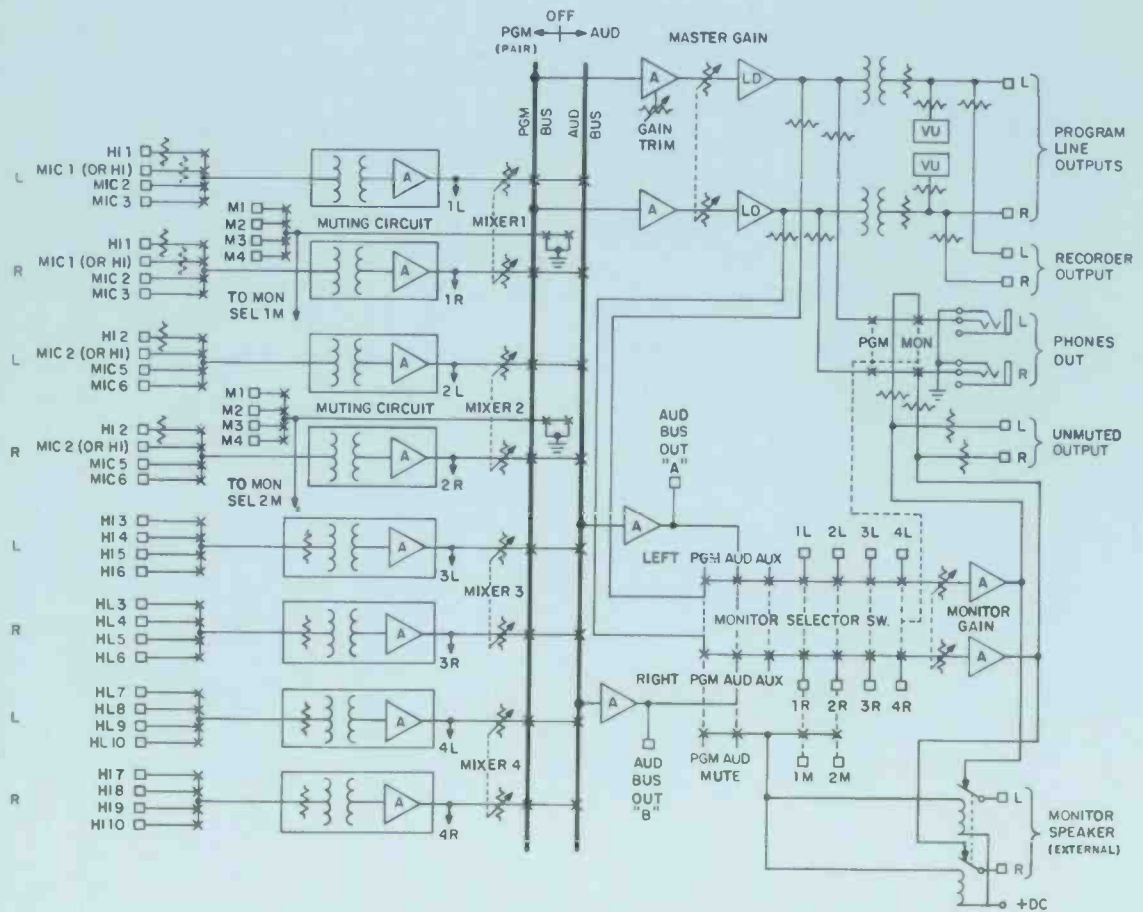 OFF
PGM AUD
(PAIR)
MASTER GAIN
PGM BUS
AUD BUS
A
LD
GAIN TRIM
VU
VU
L
R
PROGRAM LINE OUTPUTS
A
LD
L
R
RECORDER OUTPUT
PGM
MON
L
R
PHONES OUT
L
R
UNMUTED OUTPUT
L
HI 1
MIC 1 (OR HI)
MIC 2
MIC 3
A
1L
M1
M2
M3
M4
MUTING CIRCUIT
MIXER 1
R
HI 1
MIC 1 (OR HI)
MIC 2
MIC 3
A
1R
TO MON SEL 1M
L
HI 2
MIC 2 (OR HI)
MIC 5
MIC 6
A
2L
M1
M2
M3
M4
MUTING CIRCUIT
MIXER 2
R
HI 2
MIC 2 (OR HI)
MIC 5
MIC 6
A
2R
TO MON SEL 2M
L
HI 3
HI 4
HI 5
HI 6
A
3L
MIXER 3
R
HL 3
HL 4
HL 5
HL 6
A
3R
L
HL 7
HL 8
HL 9
HL 10
A
4L
MIXER 4
R
HI 7
HI 8
HI 9
HI 10
A
4R
AUD BUS OUT "A"
A
LEFT
PGM AUD AUX
1L 2L 3L 4L
MONITOR SELECTOR SW.
A
MONITOR GAIN
A
RIGHT
PGM AUD AUX
1R 2R 3R 4R
A
AUD BUS OUT "B"
PGM AUD
MUTE
1M 2M
L
R
MONITOR SPEAKER
(EXTERNAL)
+DC